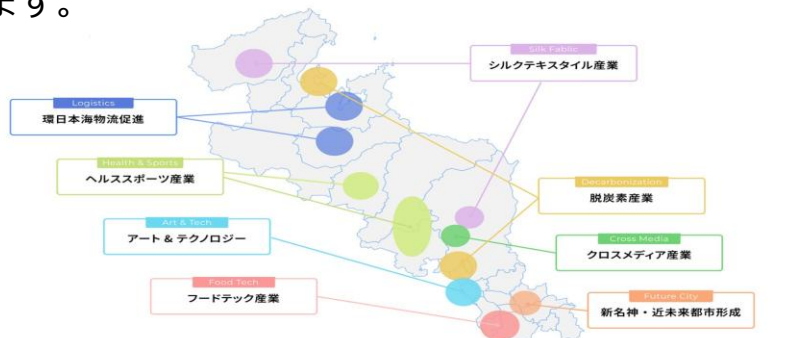 ます。
Silk Fablic
シルクテキスタイル産業
Logistics
環日本海物流促進
Health & Sports
ヘルススポーツ産業
Decarbonization
脱炭素産業
Art & Tech
アート & テクノロジー
Cross Media
クロスメディア産業
Food Tech
フードテック産業
Future City
新名神・近未来都市形成